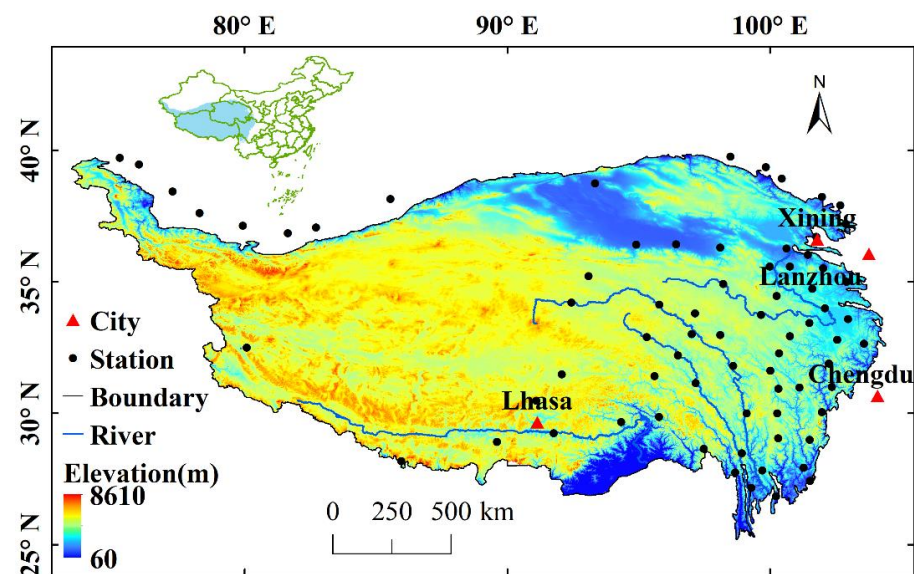 80° E 90° E 100° E
N
40° N
Xining
35° N
Lanzhou
City
Station
Boundary
River
Chengdu
Lhasa
30° N
Elevation(m)
8610
60
0 250 500 km
25° N